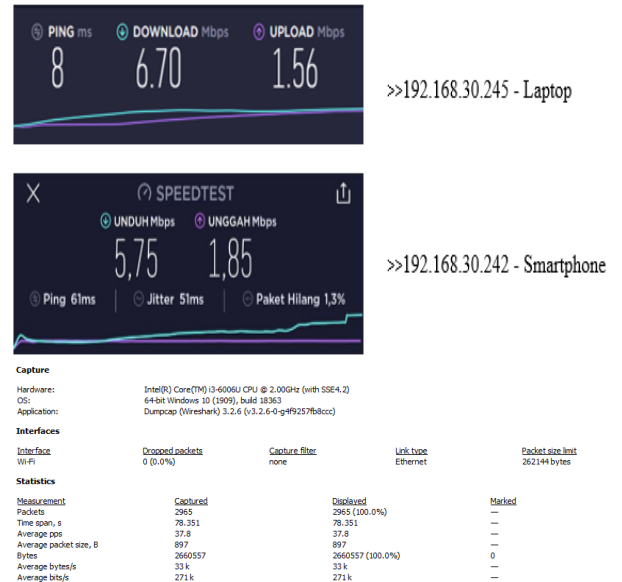 PING ms DOWNLOAD Mbps UPLOAD Mbps
8 6.70 1.56
>>192.168.30.245 - Laptop
SPEEDTEST
UNDUH Mbps UNGGAH Mbps
5,75 1,85
>>192.168.30.242 - Smartphone
Ping 61ms Jitter 51ms Paket Hilang 1,3%
Capture
Hardware: Intel(R) Core(TM) i3-6006U CPU @ 2.00GHz (with SSE4.2)
OS: 64-bit Windows 10 (1909), build 18363
Application: Dumpcap (Wireshark) 3.2.6 (v3.2.6-0-g4f9257fb8ccc)
Interfaces
Interface Dropped packets Capture filter Link type Packet size limit
Wi-Fi 0 (0.0%) none Ethernet 262144 bytes
Statistics
Measurement Captured Displayed Marked
Packets 2965 2965 (100.0%) —
Time span, s 78.351 78.351 —
Average pps 37.8 37.8 —
Average packet size, B 897 897 —
Bytes 2660557 2660557 (100.0%) 0
Average bytes/s 33 k 33 k —
Average bits/s 271 k 271 k —